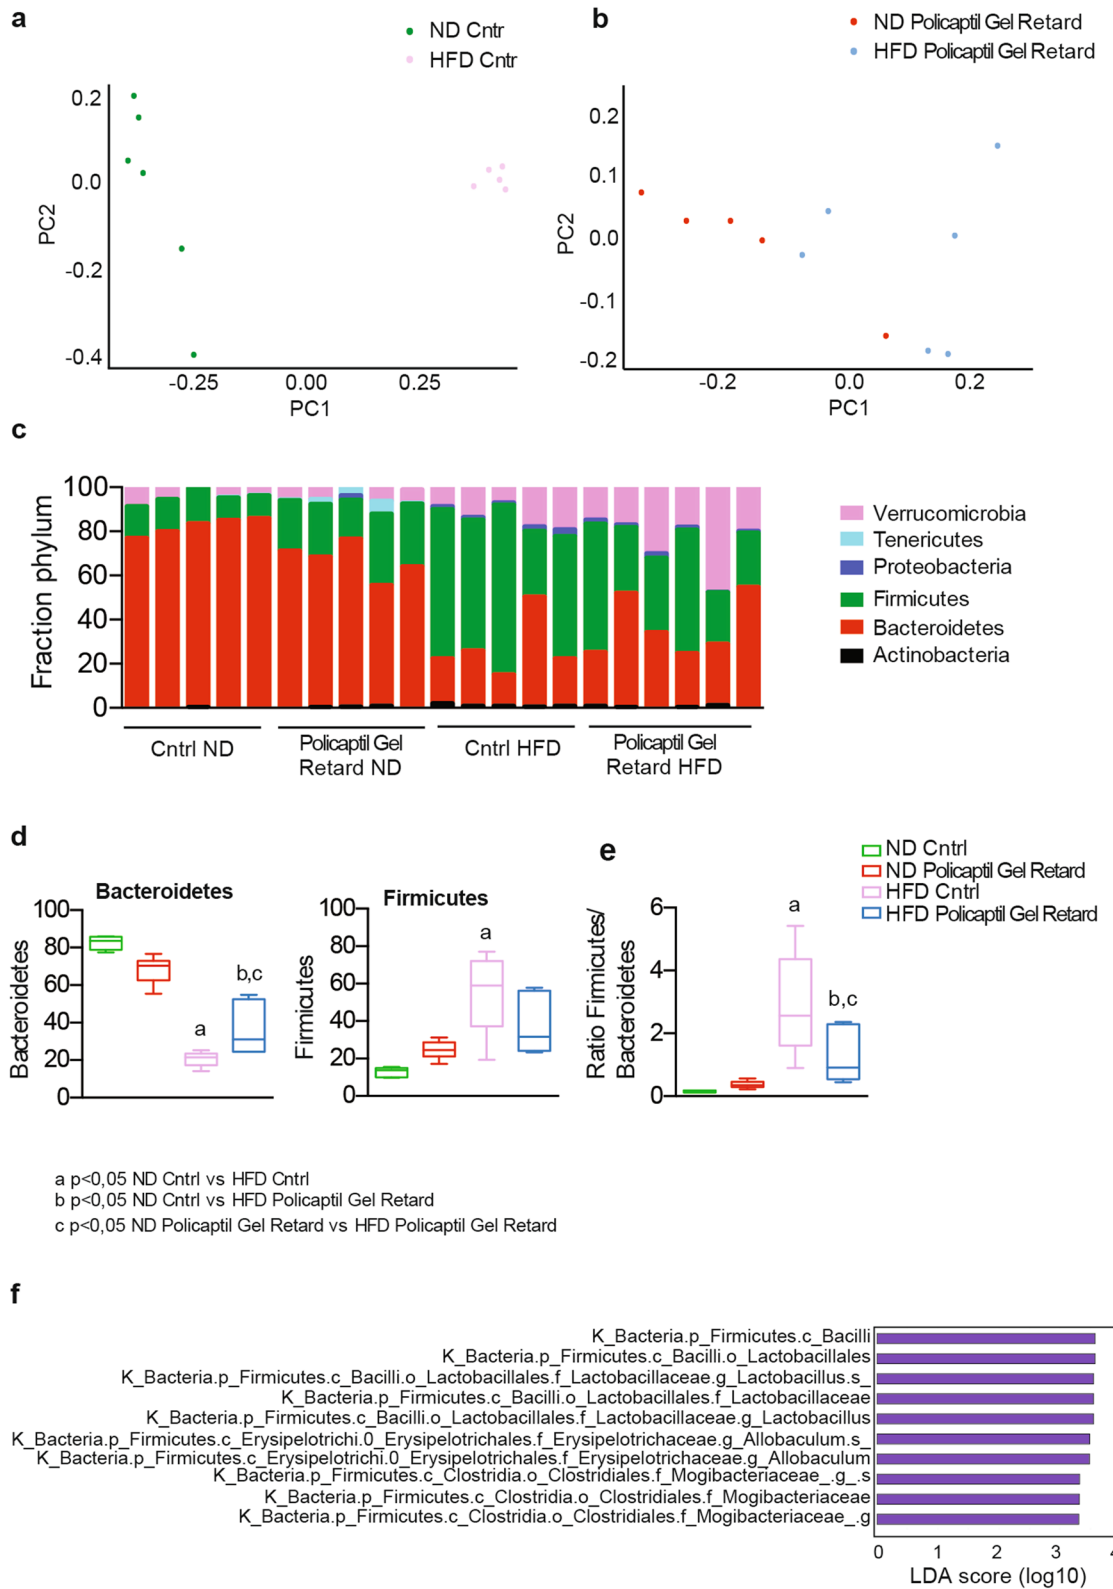 a
ND Cntr
HFD Cntr
0.2
0.0
-0.2
-0.4
PC2
-0.25 0.00 0.25
PC1
b
ND Policaptil Gel Retard
HFD Policaptil Gel Retard
0.2
0.1
0.0
-0.1
-0.2
PC2
-0.2 0.0 0.2
PC1
c
100
80
60
40
20
0
Fraction phylum
Cntrl ND
Policaptil Gel
Retard ND
Cntrl HFD
Policaptil Gel
Retard HFD
Verrucomicrobia
Tenericutes
Proteobacteria
Firmicutes
Bacteroidetes
Actinobacteria
d
Bacteroidetes
100
80
60
40
20
0
Bacteroidetes
a
b,c
Firmicutes
100
80
60
40
20
0
Firmicutes
a
e
ND Cntrl
ND Policaptil Gel Retard
HFD Cntrl
HFD Policaptil Gel Retard
6
4
2
0
Ratio Firmicutes/
Bacteroidetes
a
b,c
a p<0,05 ND Cntrl vs HFD Cntrl
b p<0,05 ND Cntrl vs HFD Policaptil Gel Retard
c p<0,05 ND Policaptil Gel Retard vs HFD Policaptil Gel Retard
f
K_Bacteria.p_Firmicutes.c_Bacilli
K_Bacteria.p_Firmicutes.c_Bacilli.o_Lactobacillales
K_Bacteria.p_Firmicutes.c_Bacilli.o_Lactobacillales.f_Lactobacillaceae.g_Lactobacillus.s_
K_Bacteria.p_Firmicutes.c_Bacilli.o_Lactobacillales.f_Lactobacillaceae
K_Bacteria.p_Firmicutes.c_Bacilli.o_Lactobacillales.f_Lactobacillaceae.g_Lactobacillus
K_Bacteria.p_Firmicutes.c_Erysipelotrichi.0_Erysipelotrichales.f_Erysipelotrichaceae.g_Allobaculum.s_
K_Bacteria.p_Firmicutes.c_Erysipelotrichi.0_Erysipelotrichales.f_Erysipelotrichaceae.g_Allobaculum
K_Bacteria.p_Firmicutes.c_Clostridia.o_Clostridiales.f_Mogibacteriaceae_.g_.s
K_Bacteria.p_Firmicutes.c_Clostridia.o_Clostridiales.f_Mogibacteriaceae
K_Bacteria.p_Firmicutes.c_Clostridia.o_Clostridiales.f_Mogibacteriaceae_.g
0 1 2 3 4
LDA score (log10)